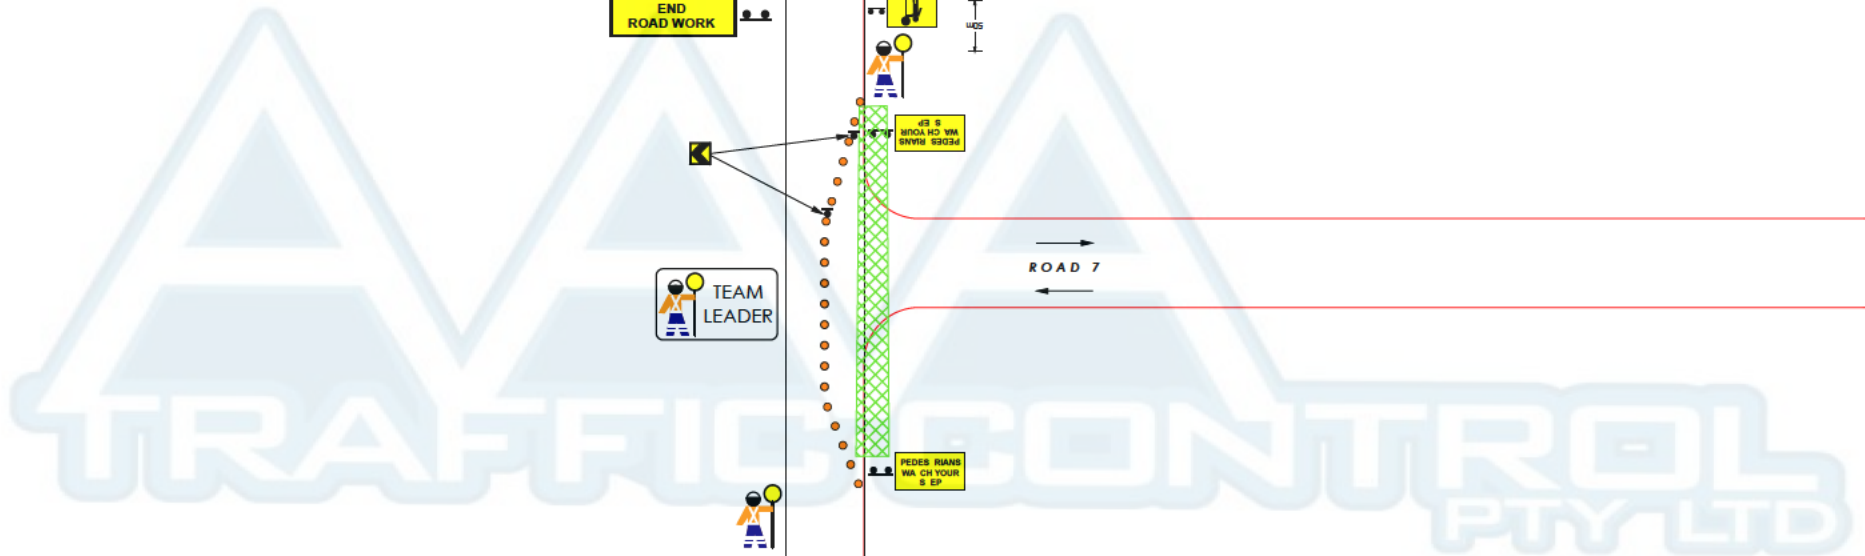 END
ROAD WORK
50m
PEDES RIANS
WA CH YOUR
S EP
ROAD 7
TEAM
LEADER
PEDES RIANS
WA CH YOUR
S EP
AAA
TRAFFIC CONTROL
PTY LTD